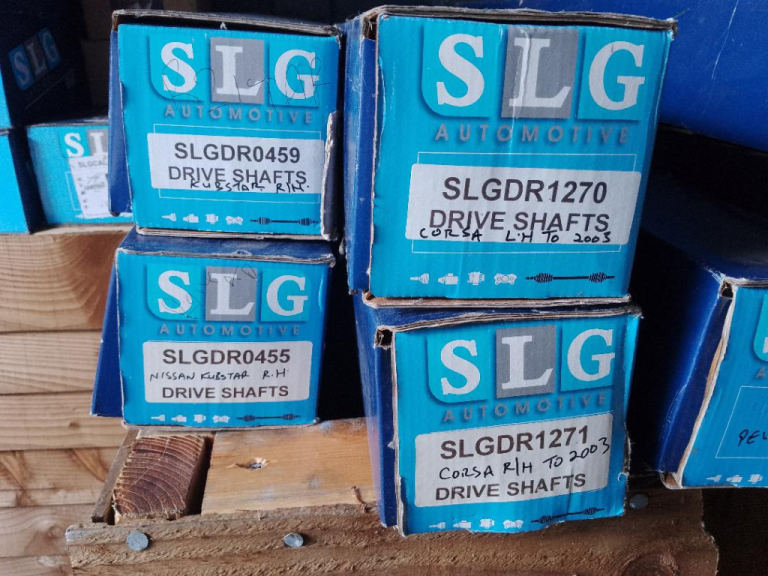 SLG
AUTOMOTIVE
SLGDR0459
DRIVE SHAFTS
KUBSTAR R/H.
SLG
AUTOMOTIVE
SLGDR1270
DRIVE SHAFTS
CORSA L.H TO 2003
SLG
AUTOMOTIVE
SLGDR0455
NISSAN KUBSTAR R.H.
DRIVE SHAFTS
SLG
AUTOMOTIVE
SLGDR1271
CORSA R/H TO 2003
DRIVE SHAFTS
SLG
S
S